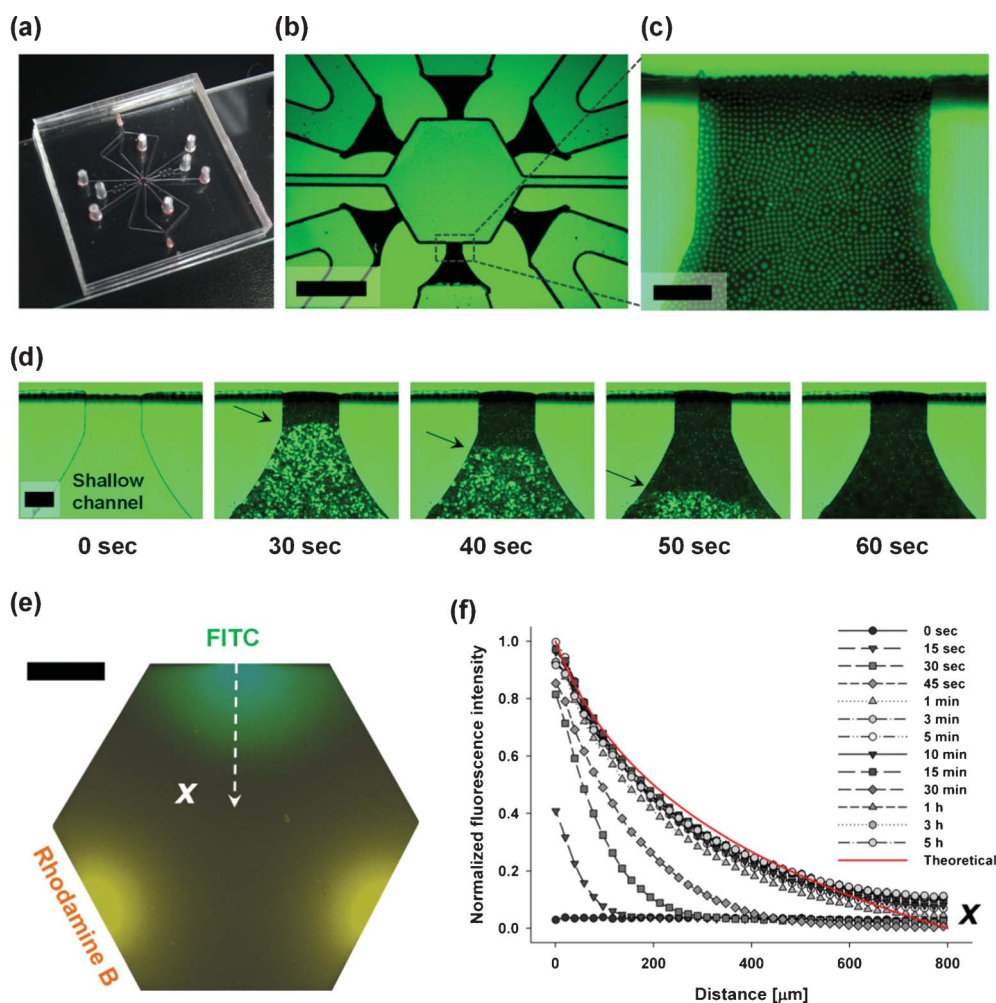 (a)
(b)
(c)
(d)
Shallow
channel
0 sec
30 sec
40 sec
50 sec
60 sec
(e)
FITC
x
Rhodamine B
(f)
Normalized fluorescence intensity
1.0
0.8
0.6
0.4
0.2
0.0
0
200
400
600
800
Distance [μm]
x
0 sec
15 sec
30 sec
45 sec
1 min
3 min
5 min
10 min
15 min
30 min
1 h
3 h
5 h
Theoretical